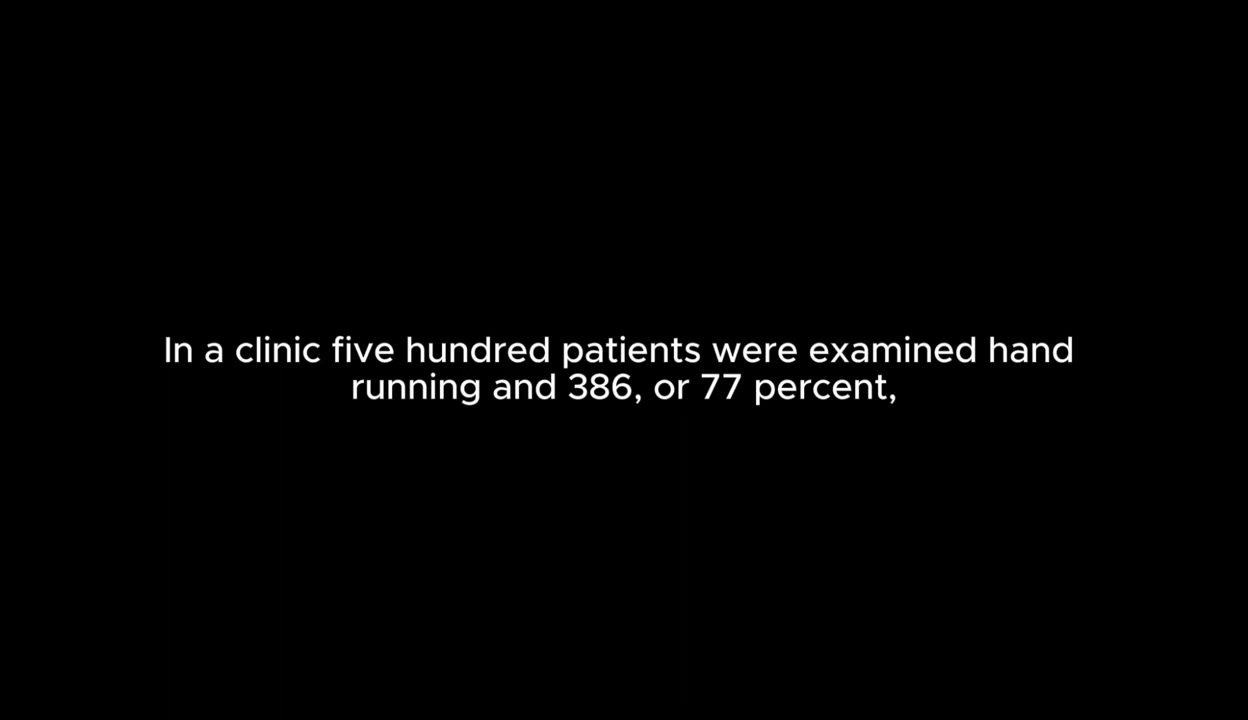 In a clinic five hundred patients were examined hand
running and 386, or 77 percent,